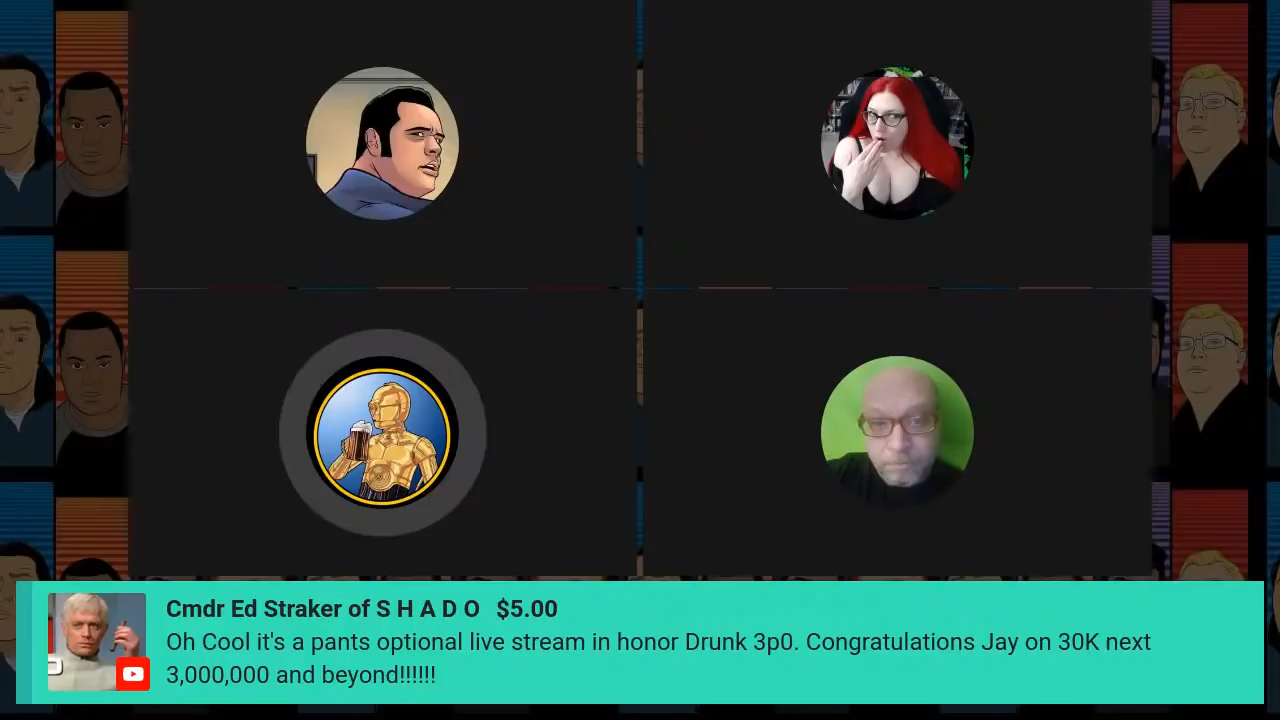 Cmdr Ed Straker of S H A D O $5.00
Oh Cool it's a pants optional live stream in honor Drunk 3p0. Congratulations Jay on 30K next
3,000,000 and beyond!!!!!!